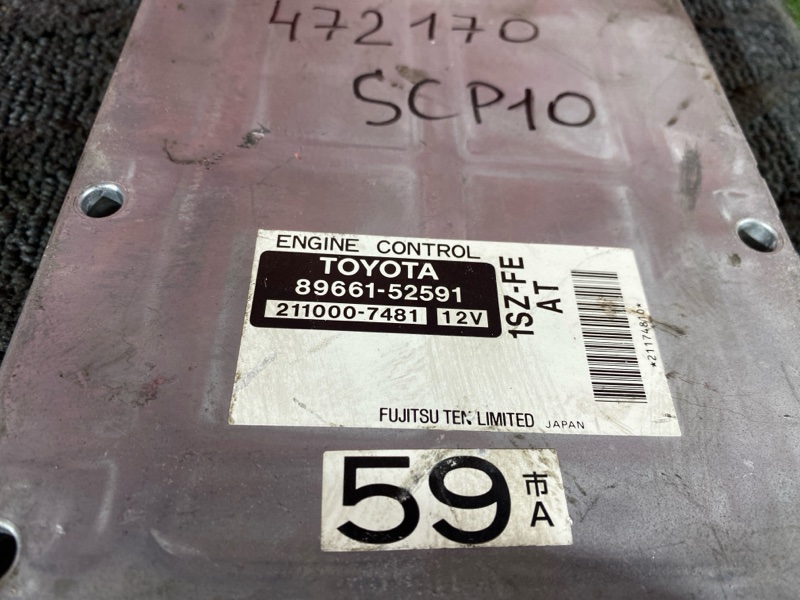 472170
SCP10
ENGINE CONTROL
TOYOTA
89661-52591
211000-7481 12V
1SZ-FE
AT
*21174810*
FUJITSU TEN LIMITED JAPAN
59 市
A